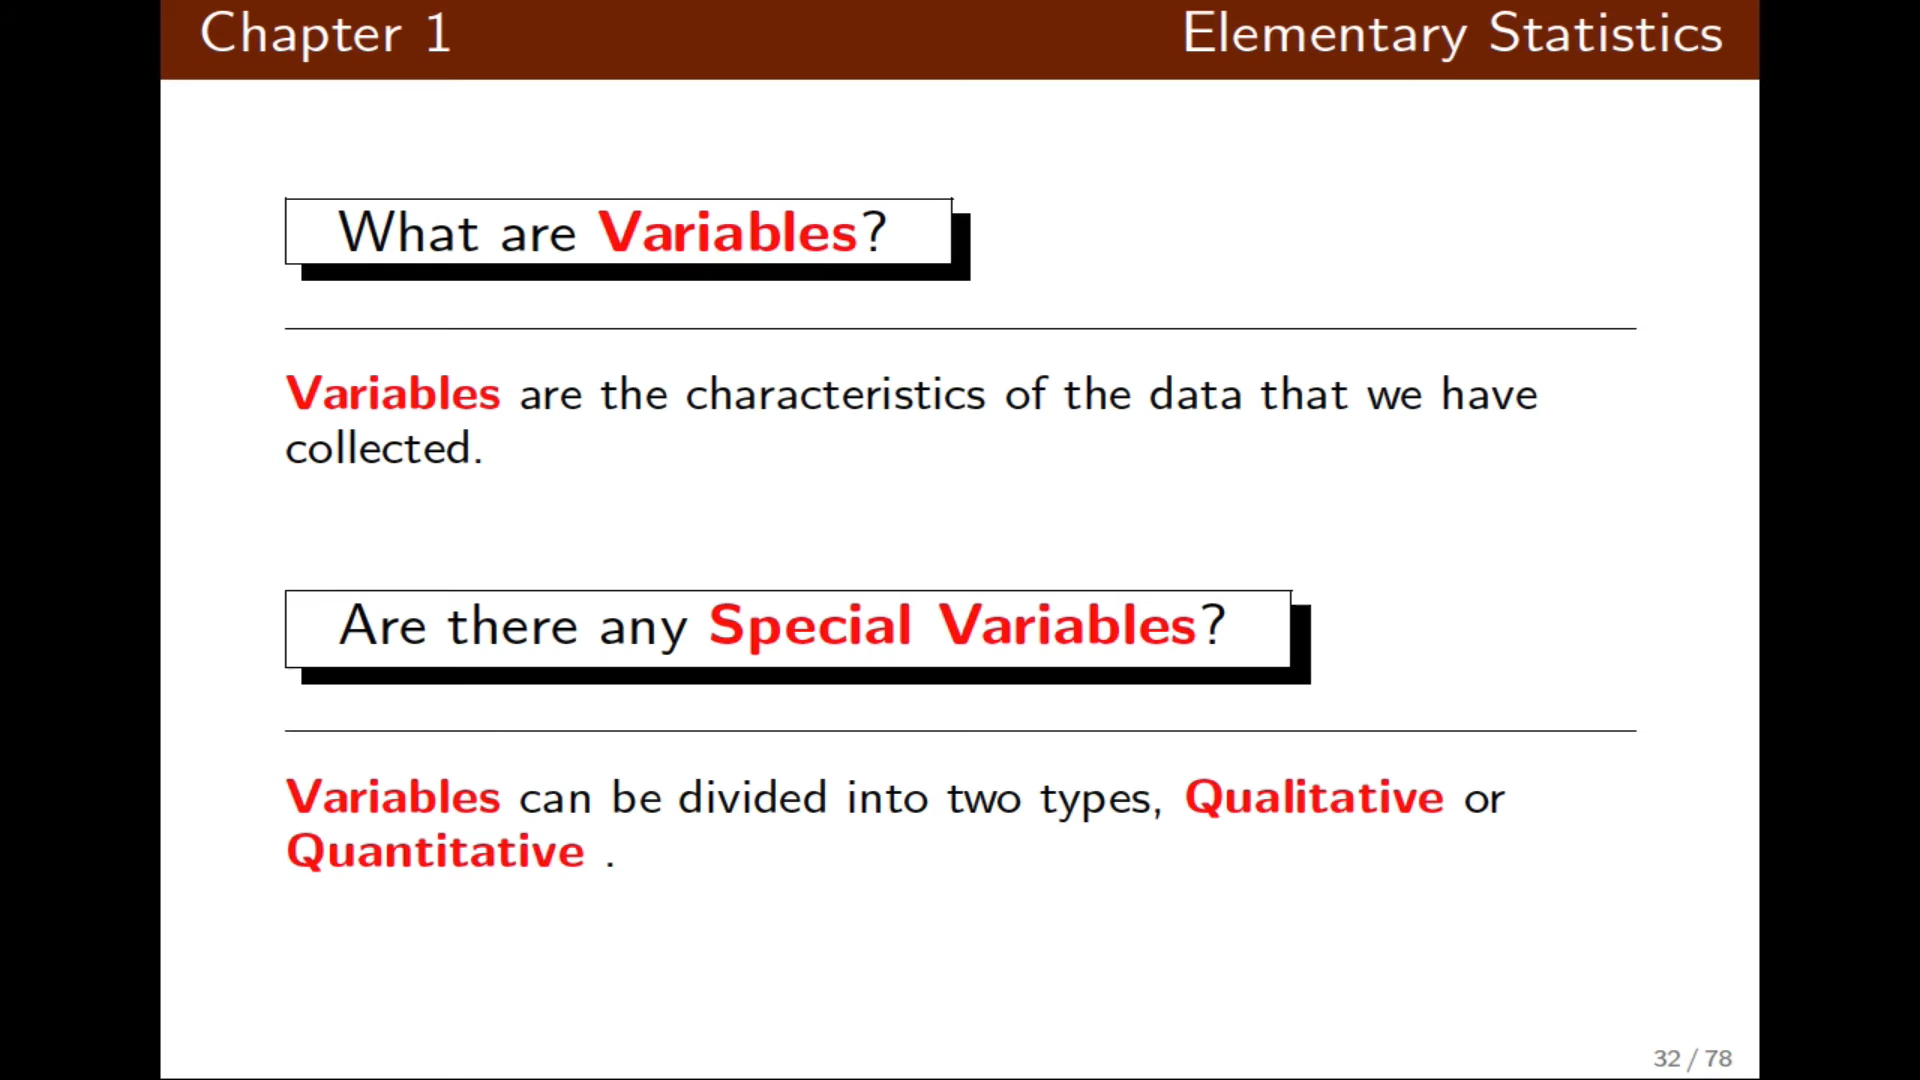 Chapter 1 Elementary Statistics
What are Variables?
Variables are the characteristics of the data that we have
collected.
Are there any Special Variables?
Variables can be divided into two types, Qualitative or
Quantitative .
32 / 78